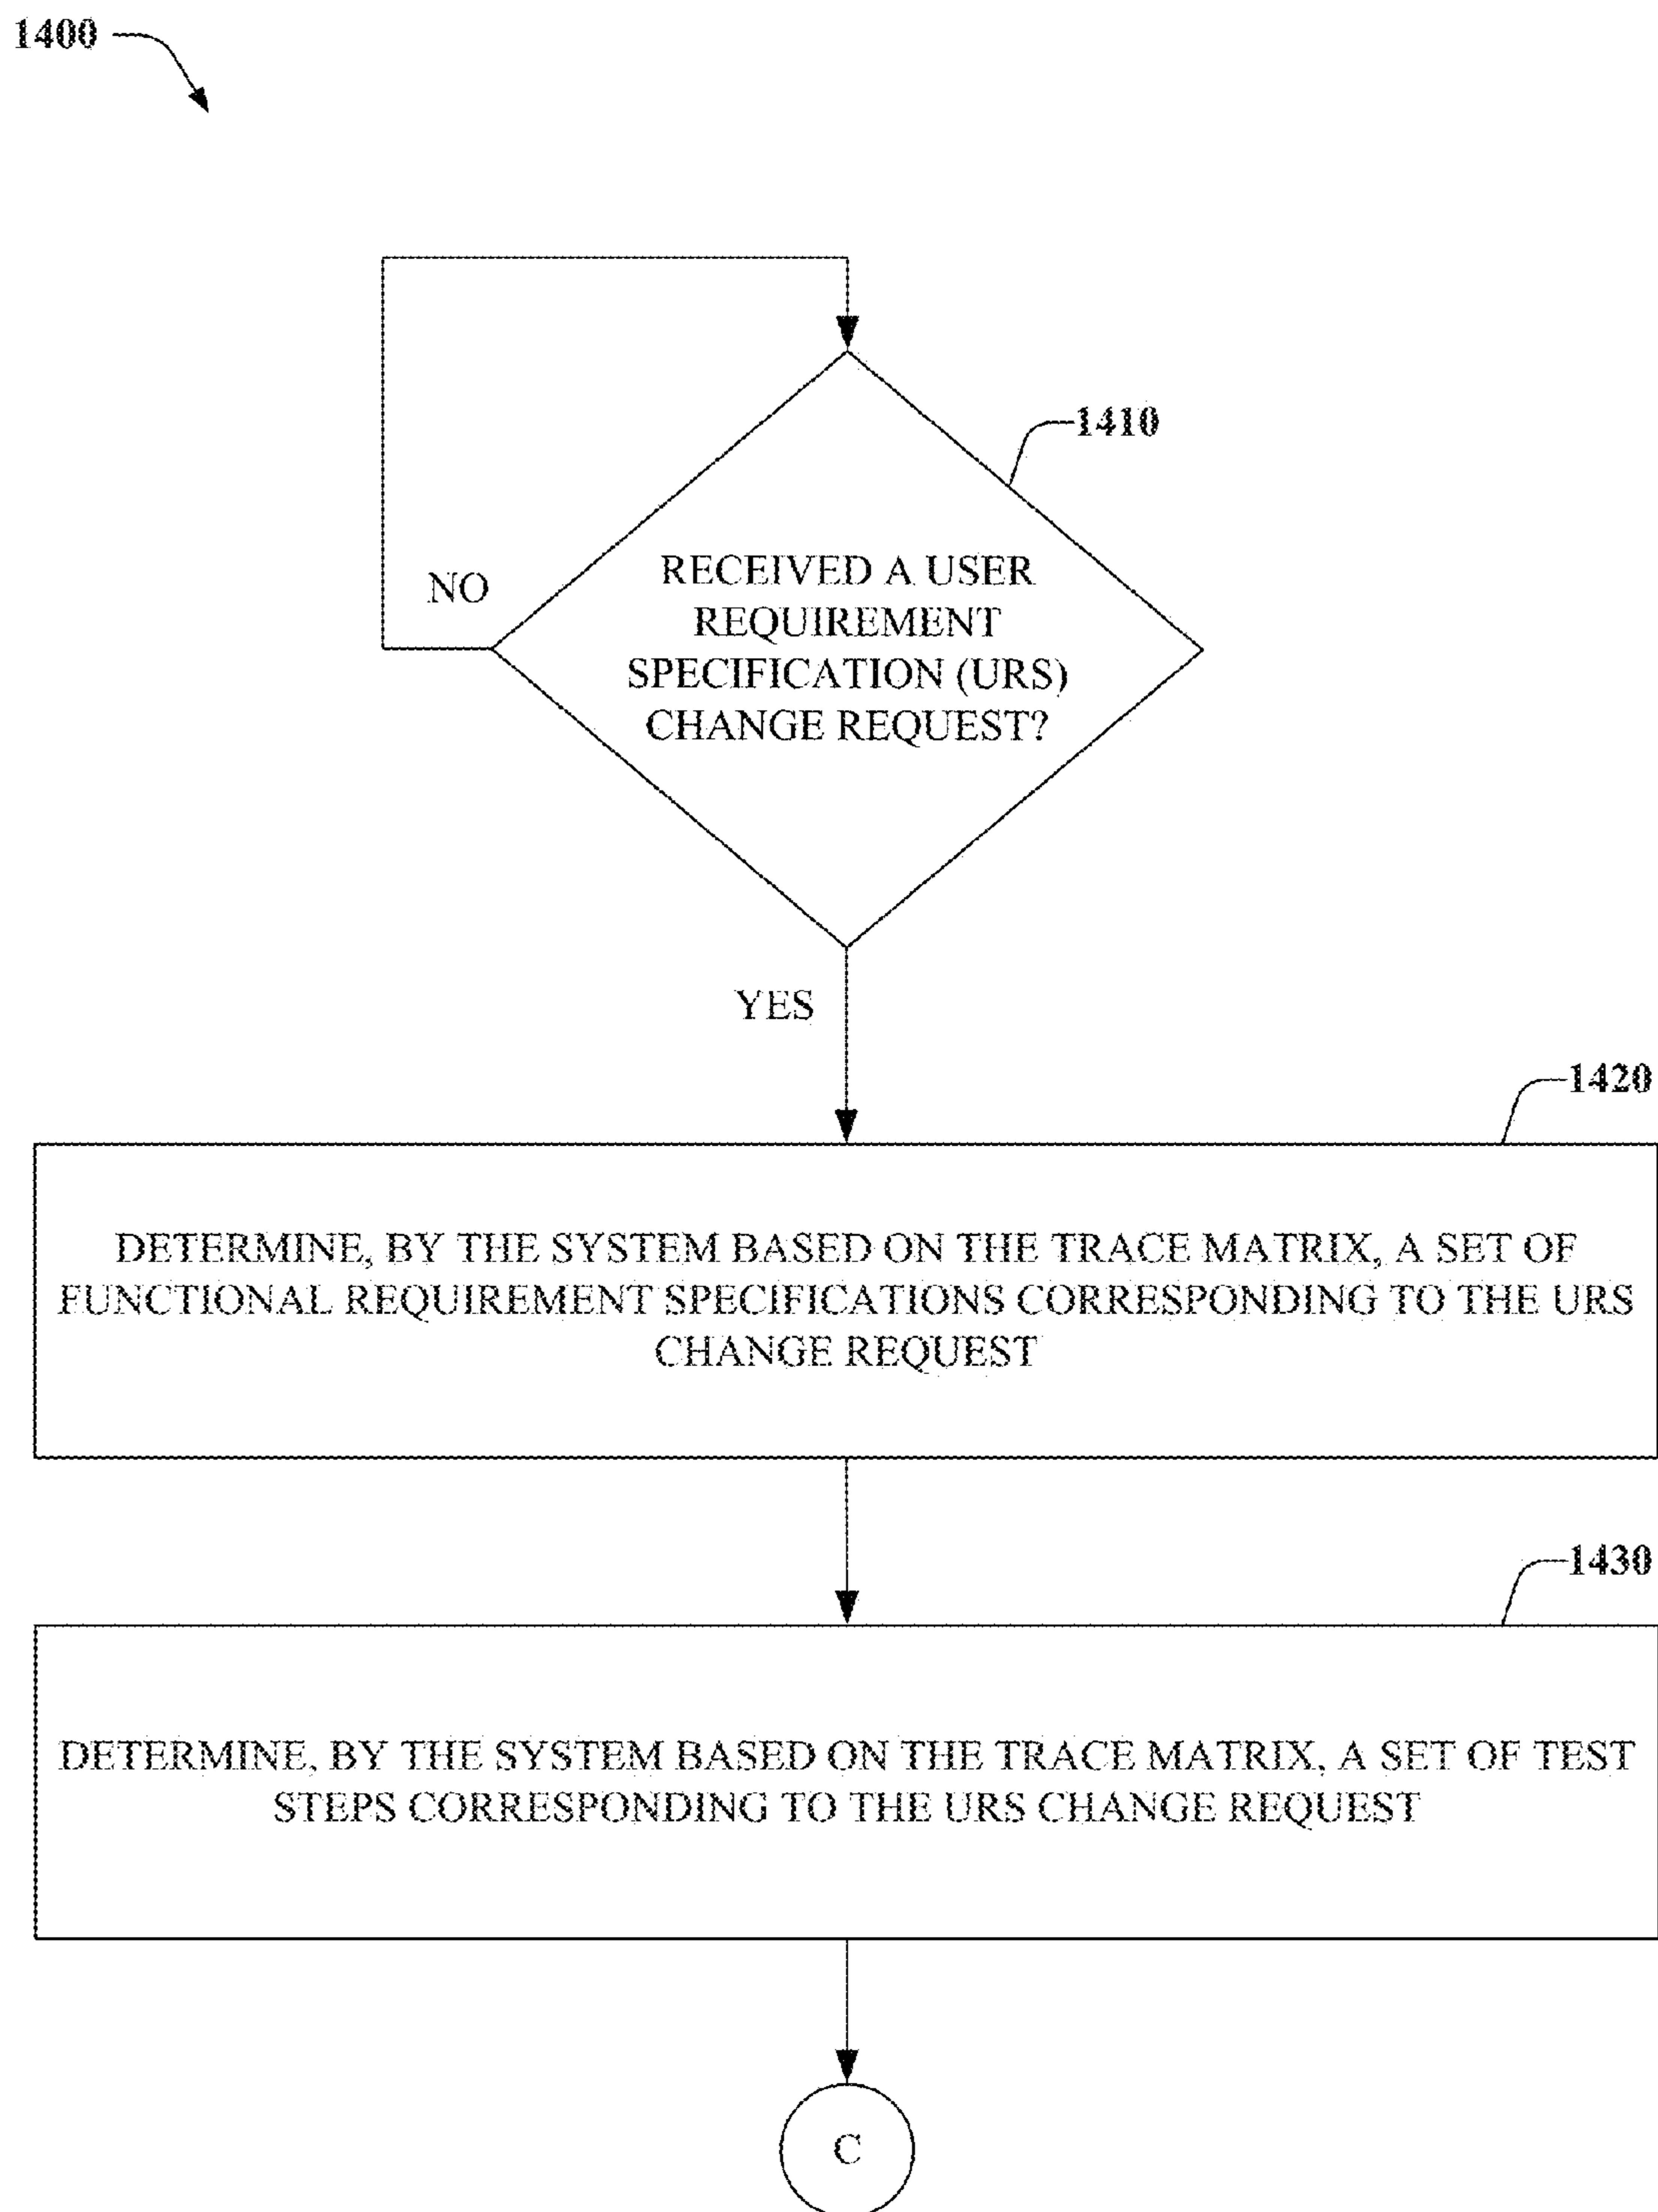 1400
1410
RECEIVED A USER
REQUIREMENT
SPECIFICATION (URS)
CHANGE REQUEST?
NO
YES
1420
DETERMINE, BY THE SYSTEM BASED ON THE TRACE MATRIX, A SET OF
FUNCTIONAL REQUIREMENT SPECIFICATIONS CORRESPONDING TO THE URS
CHANGE REQUEST
1430
DETERMINE, BY THE SYSTEM BASED ON THE TRACE MATRIX, A SET OF TEST
STEPS CORRESPONDING TO THE URS CHANGE REQUEST
C